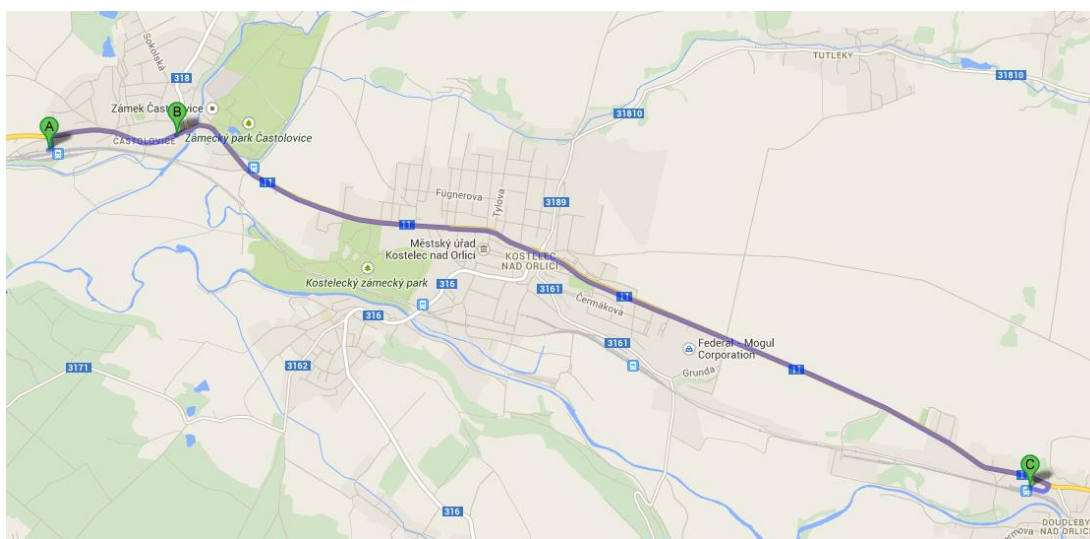 TUTLEKY
31810
Sokolská
318
Zámek Častolovice
B
A
ČASTOLOVICE
Zámecký park Častolovice
31810
11
Fügnerova
Tylova
3189
11
Městský úřad
Kostelec nad Orlicí
KOSTELEC
NAD ORLICÍ
Kostelecký zámecký park
316
3161
11
Čermákova
316
3161
Federal - Mogul
Corporation
Grunda
11
3162
3171
C
DOUDLEBY
NAD ORLICÍ